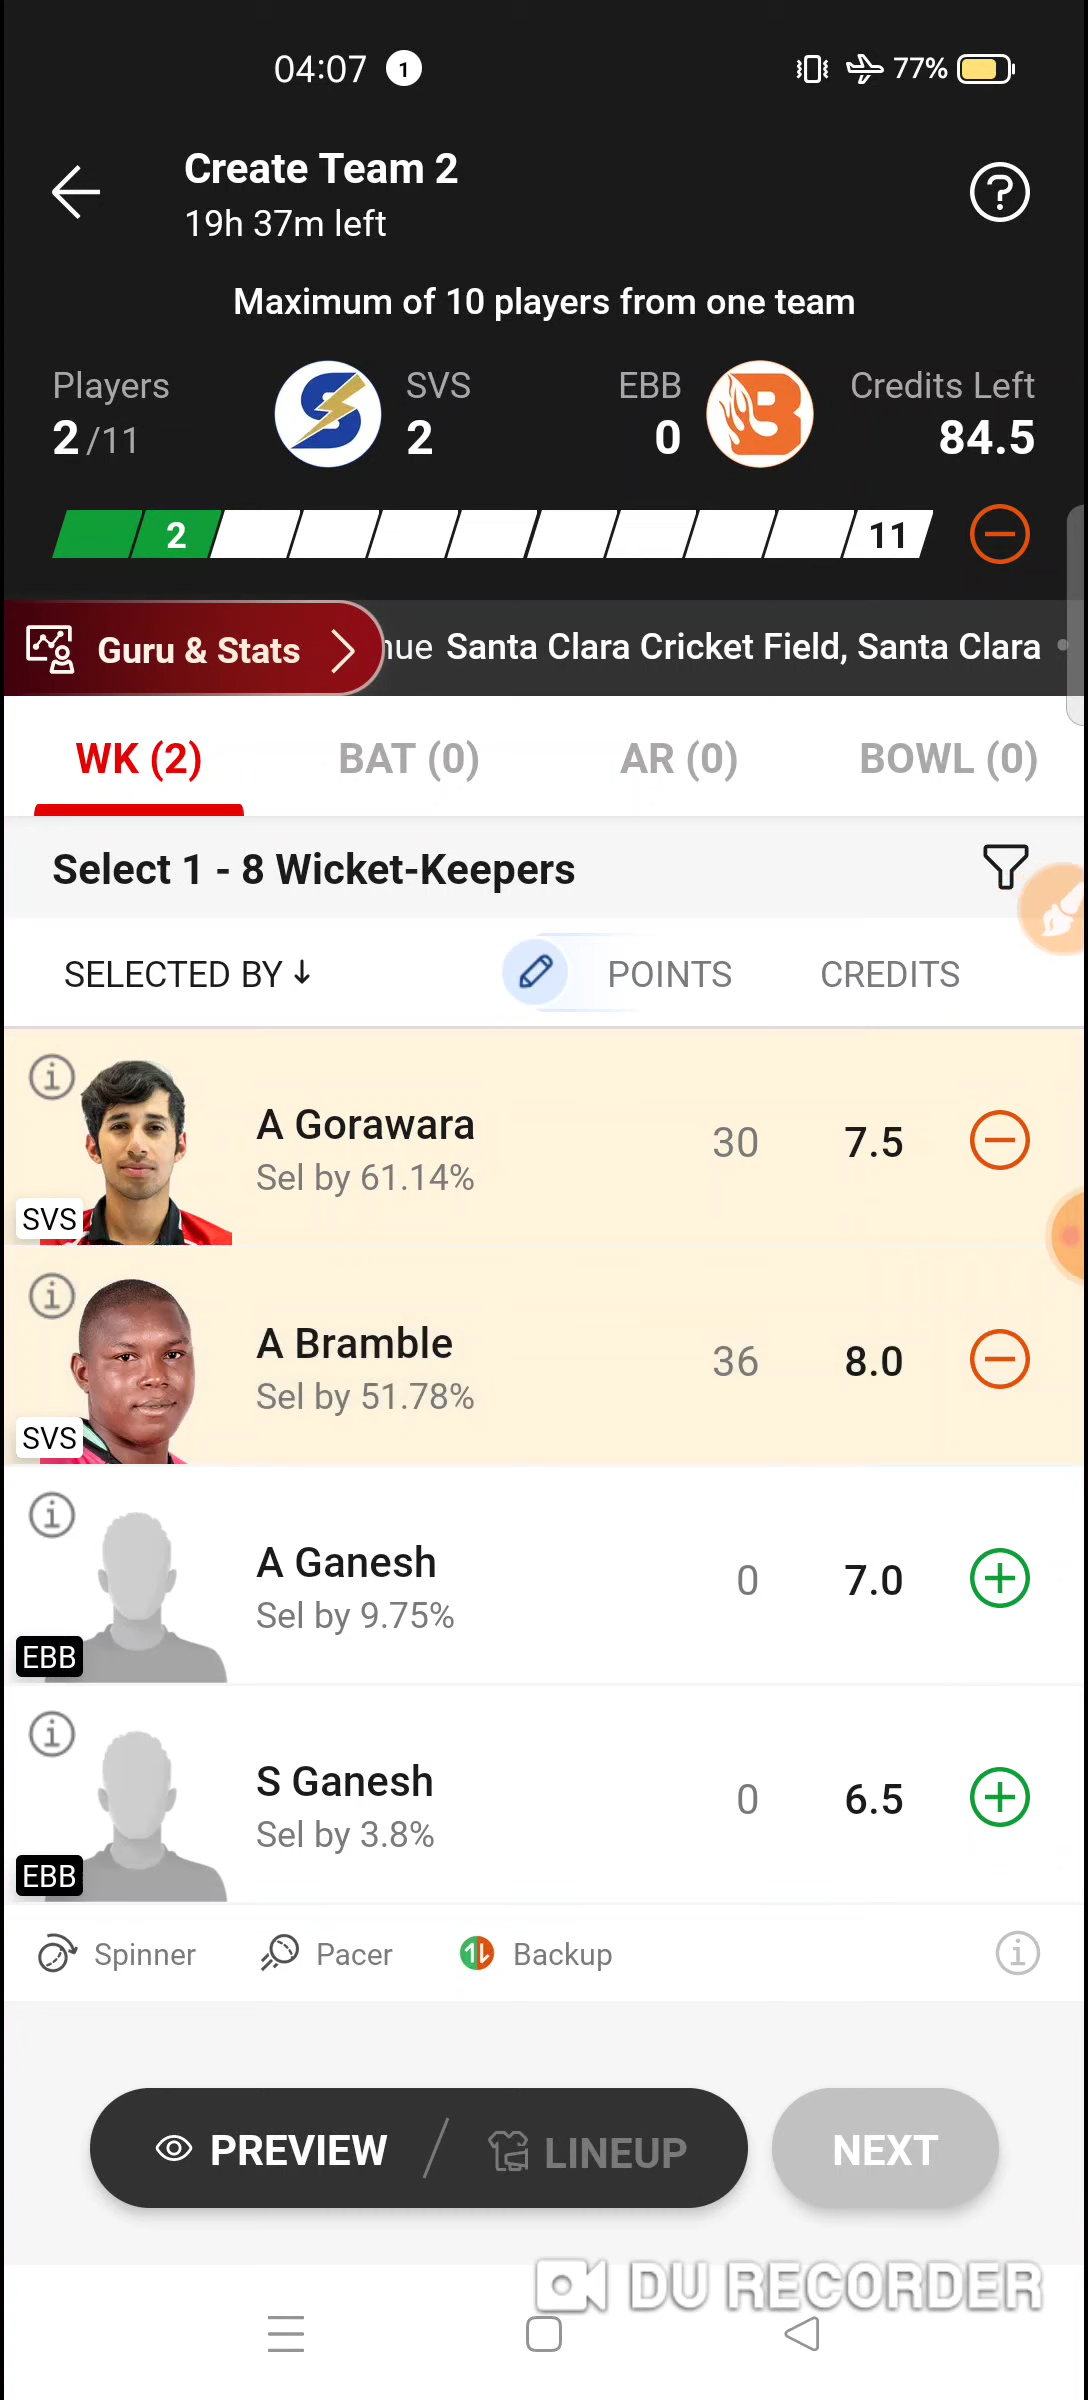 04:07 1 77%
Create Team 2
19h 37m left
Maximum of 10 players from one team
Players SVS EBB Credits Left
2 /11 2 0 84.5
2 11
Guru & Stats Santa Clara Cricket Field, Santa Clara
WK (2) BAT (0) AR (0) BOWL (0)
Select 1 - 8 Wicket-Keepers
SELECTED BY ↓ POINTS CREDITS
A Gorawara 30 7.5
Sel by 61.14%
SVS
A Bramble 36 8.0
Sel by 51.78%
SVS
A Ganesh 0 7.0
Sel by 9.75%
EBB
S Ganesh 0 6.5
Sel by 3.8%
EBB
Spinner Pacer Backup
PREVIEW / LINEUP NEXT
DU RECORDER